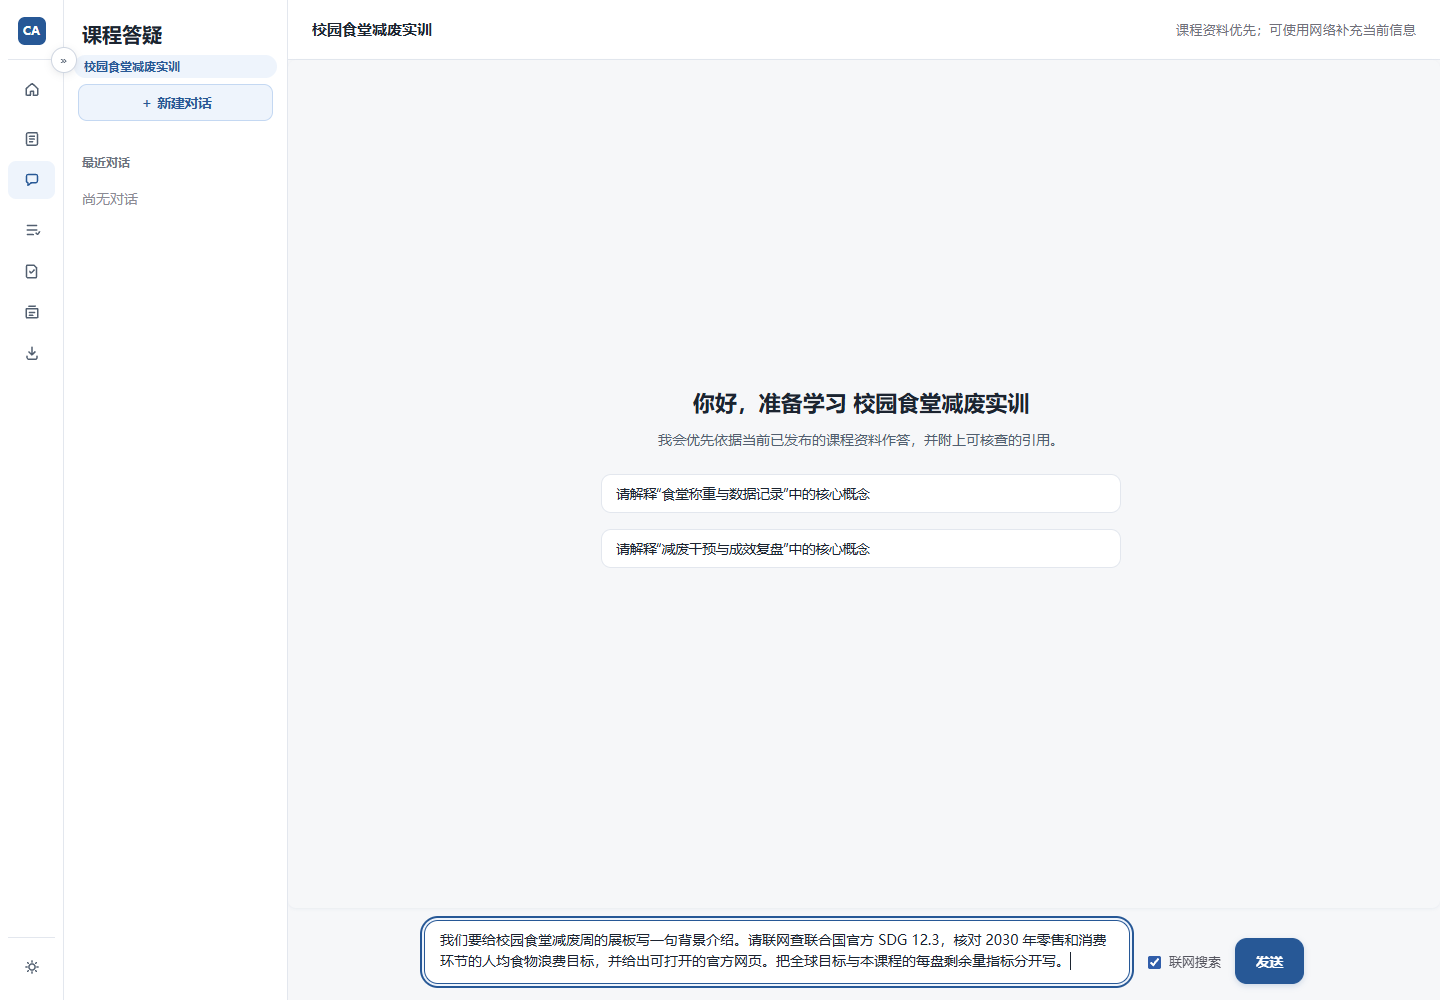 CA
»
课程答疑
校园食堂减废实训
+ 新建对话
最近对话
尚无对话
校园食堂减废实训
课程资料优先；可使用网络补充当前信息
你好，准备学习 校园食堂减废实训
我会优先依据当前已发布的课程资料作答，并附上可核查的引用。
请解释“食堂称重与数据记录”中的核心概念
请解释“减废干预与成效复盘”中的核心概念
我们要给校园食堂减废周的展板写一句背景介绍。请联网查联合国官方 SDG 12.3，核对 2030 年零售和消费
环节的人均食物浪费目标，并给出可打开的官方网页。把全球目标与本课程的每盘剩余量指标分开写。
联网搜索
发送